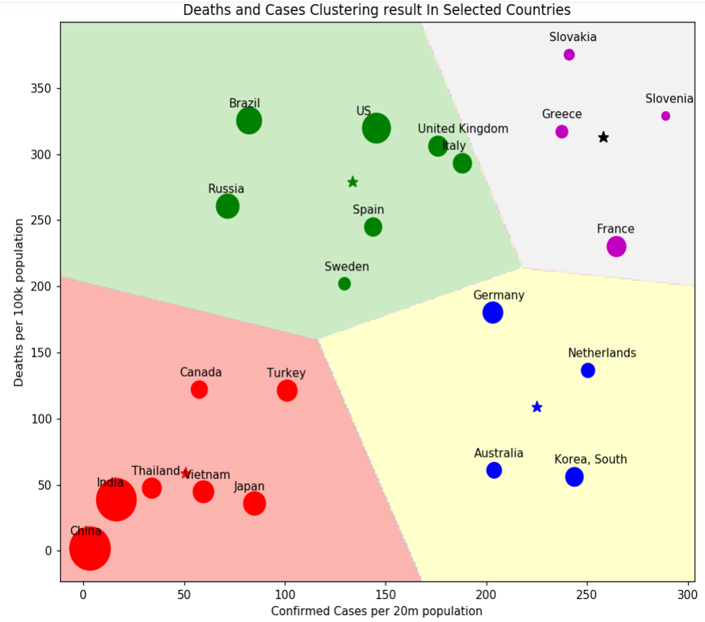 Deaths and Cases Clustering result In Selected Countries
Slovakia
350
Slovenia
Brazil
US
Greece
United Kingdom
300
Italy
Deaths per 100k population
Russia
250
Spain
France
Sweden
200
Germany
150
Netherlands
Canada
Turkey
100
Australia
Korea, South
Thailand
Vietnam
50
India
Japan
China
0
0
50
100
150
200
250
300
Confirmed Cases per 20m population